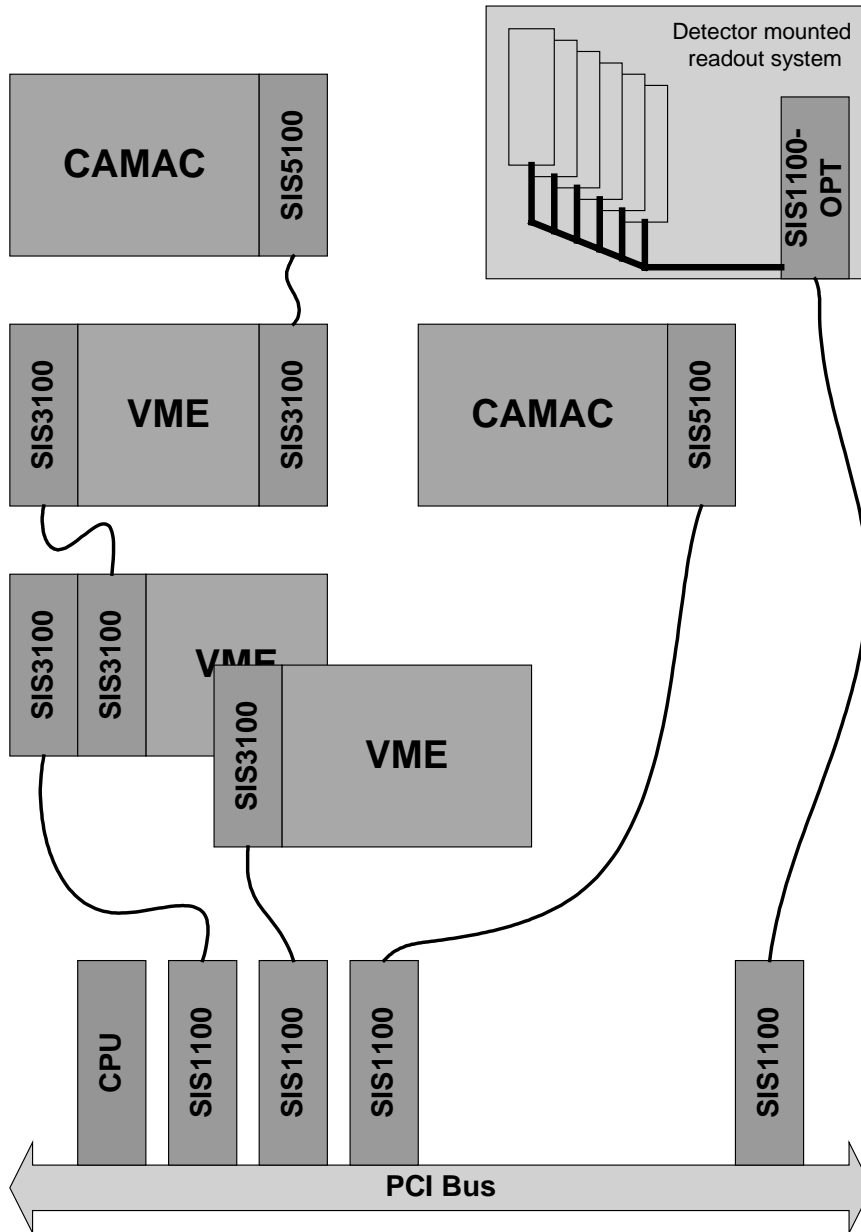 Detector mounted
readout system
CAMAC
SIS5100
SIS1100-
OPT
SIS3100
VME
SIS3100
CAMAC
SIS5100
SIS3100
SIS3100
VME
SIS3100
VME
CPU
SIS1100
SIS1100
SIS1100
SIS1100
PCI Bus